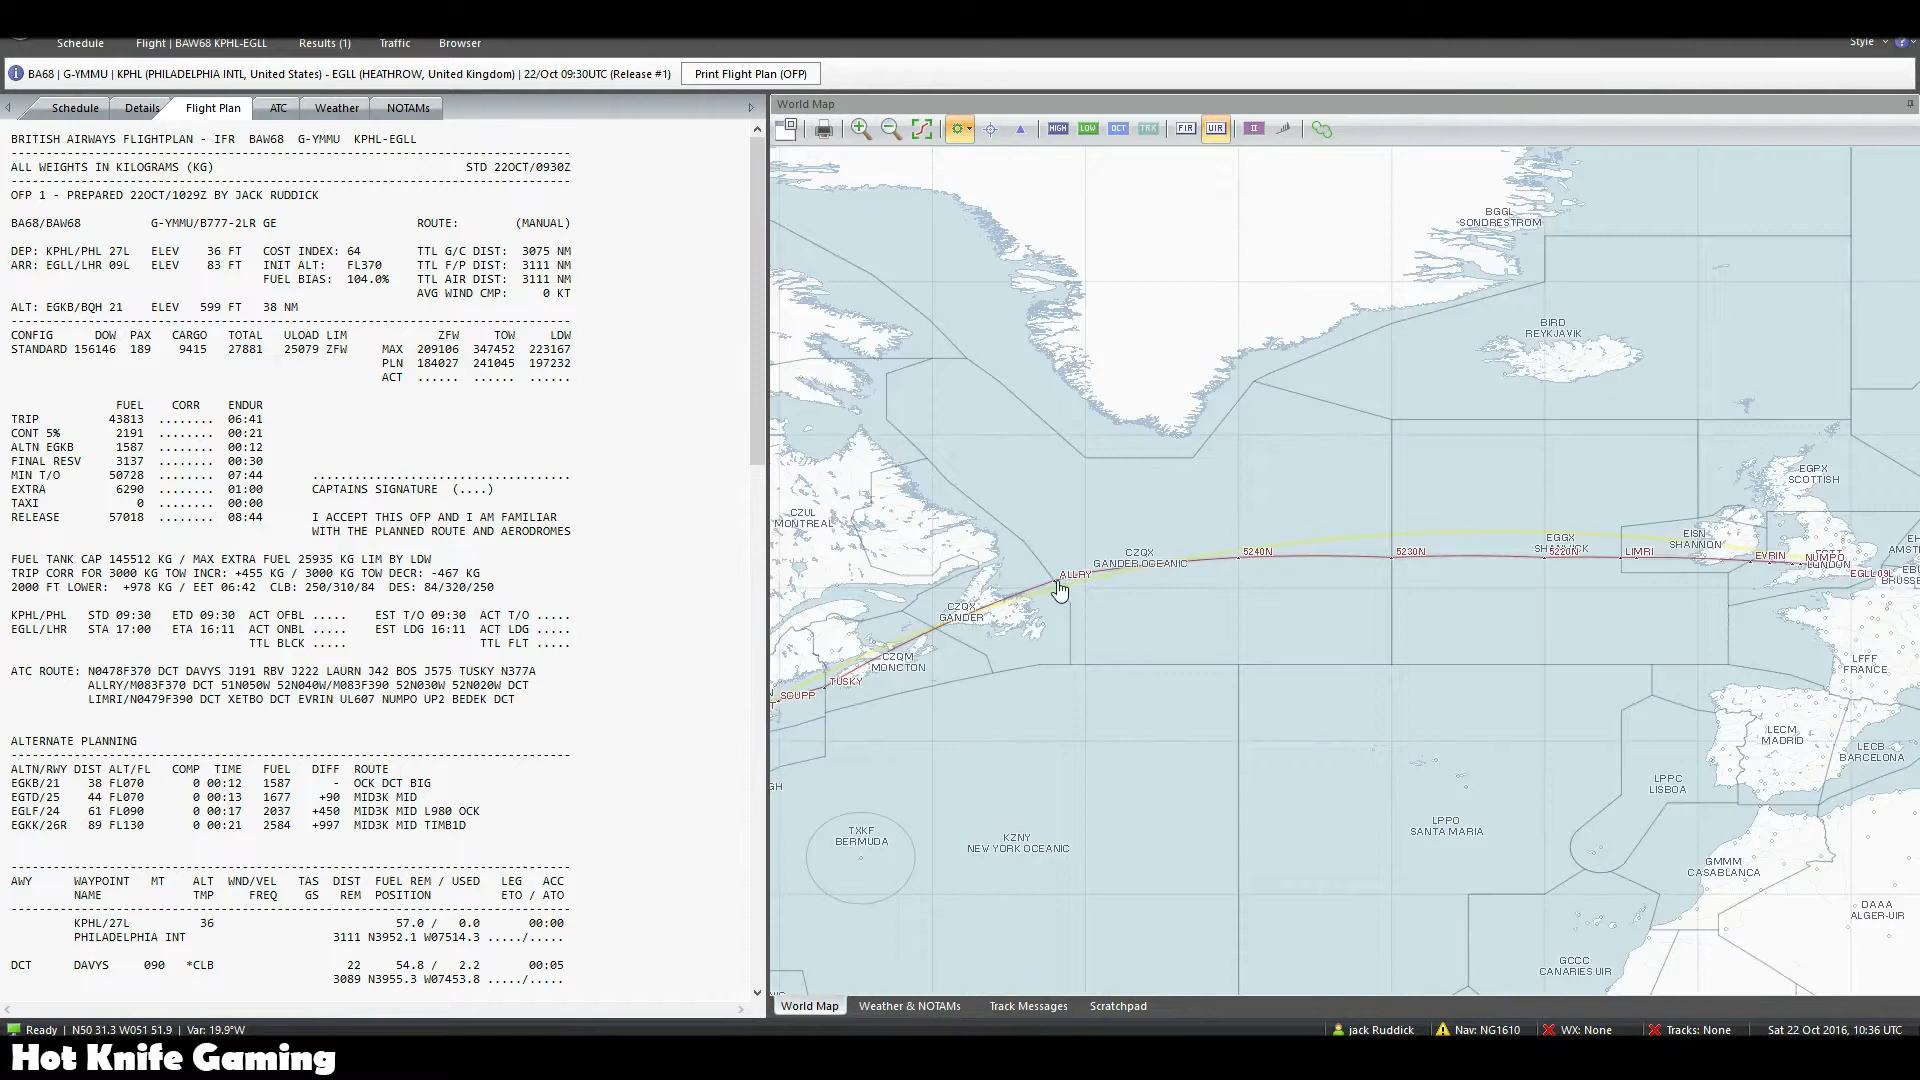 Schedule Flight | BAW68 KPHL-EGLL Results (1) Traffic Browser Style
BA68 | G-YMMU | KPHL (PHILADELPHIA INTL, United States) - EGLL (HEATHROW, United Kingdom) | 22/Oct 09:30UTC (Release #1) Print Flight Plan (OFP)
Schedule Details Flight Plan ATC Weather NOTAMs
BRITISH AIRWAYS FLIGHTPLAN - IFR BAW68 G-YMMU KPHL-EGLL
ALL WEIGHTS IN KILOGRAMS (KG) STD 22OCT/0930Z
OFP 1 - PREPARED 22OCT/1029Z BY JACK RUDDICK
BA68/BAW68 G-YMMU/B777-2LR GE ROUTE: (MANUAL)
DEP: KPHL/PHL 27L ELEV 36 FT COST INDEX: 64 TTL G/C DIST: 3075 NM
ARR: EGLL/LHR 09L ELEV 83 FT INIT ALT: FL370 TTL F/P DIST: 3111 NM
FUEL BIAS: 104.0% TTL AIR DIST: 3111 NM
AVG WIND CMP: 0 KT
ALT: EGKB/BQH 21 ELEV 599 FT 38 NM
CONFIG DOW PAX CARGO TOTAL ULOAD LIM ZFW TOW LDW
STANDARD 156146 189 9415 27881 25079 ZFW MAX 209106 347452 223167
PLN 184027 241045 197232
ACT ...... ...... ......
FUEL CORR ENDUR
TRIP 43813 ........ 06:41
CONT 5% 2191 ........ 00:21
ALTN EGKB 1587 ........ 00:12
FINAL RESV 3137 ........ 00:30
MIN T/O 50728 ........ 07:44 .....................................
EXTRA 6290 ........ 01:00 CAPTAINS SIGNATURE (....)
TAXI 0 ........ 00:00
RELEASE 57018 ........ 08:44 I ACCEPT THIS OFP AND I AM FAMILIAR
WITH THE PLANNED ROUTE AND AERODROMES
FUEL TANK CAP 145512 KG / MAX EXTRA FUEL 25935 KG LIM BY LDW
TRIP CORR FOR 3000 KG TOW INCR: +455 KG / 3000 KG TOW DECR: -467 KG
2000 FT LOWER: +978 KG / EET 06:42 CLB: 250/310/84 DES: 84/320/250
KPHL/PHL STD 09:30 ETD 09:30 ACT OFBL ..... EST T/O 09:30 ACT T/O .....
EGLL/LHR STA 17:00 ETA 16:11 ACT ONBL ..... EST LDG 16:11 ACT LDG .....
TTL BLCK ..... TTL FLT .....
ATC ROUTE: N0478F370 DCT DAVYS J191 RBV J222 LAURN J42 BOS J575 TUSKY N377A
ALLRY/M083F370 DCT 51N050W 52N040W/M083F390 52N030W 52N020W DCT
LIMRI/N0479F390 DCT XETBO DCT EVRIN UL607 NUMPO UP2 BEDEK DCT
ALTERNATE PLANNING
ALTN/RWY DIST ALT/FL COMP TIME FUEL DIFF ROUTE
EGKB/21 38 FL070 0 00:12 1587 - OCK DCT BIG
EGTD/25 44 FL070 0 00:13 1677 +90 MID3K MID
EGLF/24 61 FL090 0 00:17 2037 +450 MID3K MID L980 OCK
EGKK/26R 89 FL130 0 00:21 2584 +997 MID3K MID TIMB1D
AWY WAYPOINT MT ALT WND/VEL TAS DIST FUEL REM / USED LEG ACC
NAME TMP FREQ GS REM POSITION ETO / ATO
KPHL/27L 36 57.0 / 0.0 00:00
PHILADELPHIA INT 3111 N3952.1 W07514.3 ...../.....
DCT DAVYS 090 *CLB 22 54.8 / 2.2 00:05
3089 N3955.3 W07453.8 ...../.....
World Map
HIGH LOW OCT TRK FIR UIR
BGGL
SONDRESTROM
BIRD
REYKJAVIK
EGPX
SCOTTISH
CZUL
MONTREAL
CZQX
GANDER OCEANIC
5240N
5230N
EGGX
5220N
LIMRI
EISN
SHANNON
EVRIN
NUMPO
LONDON
EGLL09L
BRUSSE
ALLRY
CZQX
GANDER
CZQM
MONCTON
TUSKY
SCUPP
LFFF
FRANCE
LECM
MADRID
LECB
BARCELONA
LPPC
LISBOA
LPPO
SANTA MARIA
TXKF
BERMUDA
KZNY
NEW YORK OCEANIC
GMMM
CASABLANCA
DAAA
ALGER-UIR
GCCC
CANARIES UIR
World Map Weather & NOTAMs Track Messages Scratchpad
Ready | N50 31.3 W051 51.9 | Var: 19.9°W jack Ruddick Nav: NG1610 WX: None Tracks: None Sat 22 Oct 2016, 10:36 UTC
Hot Knife Gaming